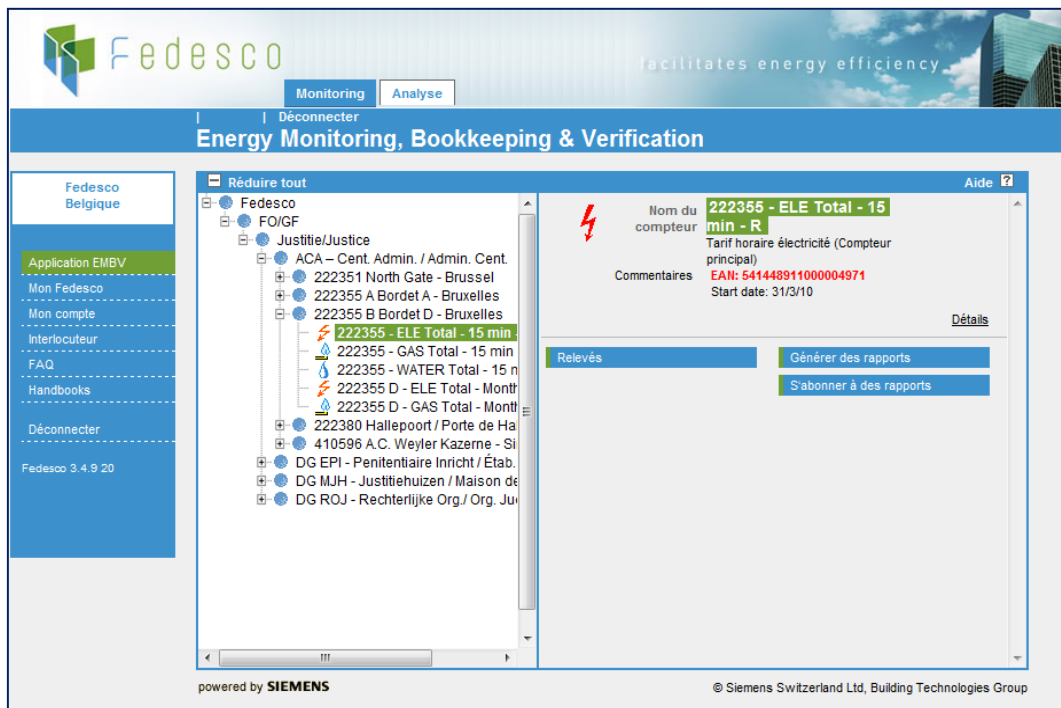 Fedesco
facilitates energy efficiency
Monitoring Analyse
| | Déconnecter
Energy Monitoring, Bookkeeping & Verification
Fedesco
Belgique
Application EMBV
Mon Fedesco
Mon compte
Interlocuteur
FAQ
Handbooks
Déconnecter
Fedesco 3.4.9 20
Réduire tout
Aide ?
Fedesco
FO/GF
Justitie/Justice
ACA – Cent. Admin. / Admin. Cent.
222351 North Gate - Brussel
222355 A Bordet A - Bruxelles
222355 B Bordet D - Bruxelles
222355 - ELE Total - 15 min -
222355 - GAS Total - 15 min
222355 - WATER Total - 15 n
222355 D - ELE Total - Month
222355 D - GAS Total - Month
222380 Hallepoort / Porte de Ha
410596 A.C. Weyler Kazerne - Si
DG EPI - Penitentiaire Inricht / Étab.
DG MJH - Justitiehuizen / Maison de
DG ROJ - Rechterlijke Org./ Org. Ju
Nom du compteur
222355 - ELE Total - 15
min - R
Tarif horaire électricité (Compteur
principal)
Commentaires EAN: 541448911000004971
Start date: 31/3/10
Détails
Relevés
Générer des rapports
S'abonner à des rapports
powered by SIEMENS
© Siemens Switzerland Ltd, Building Technologies Group